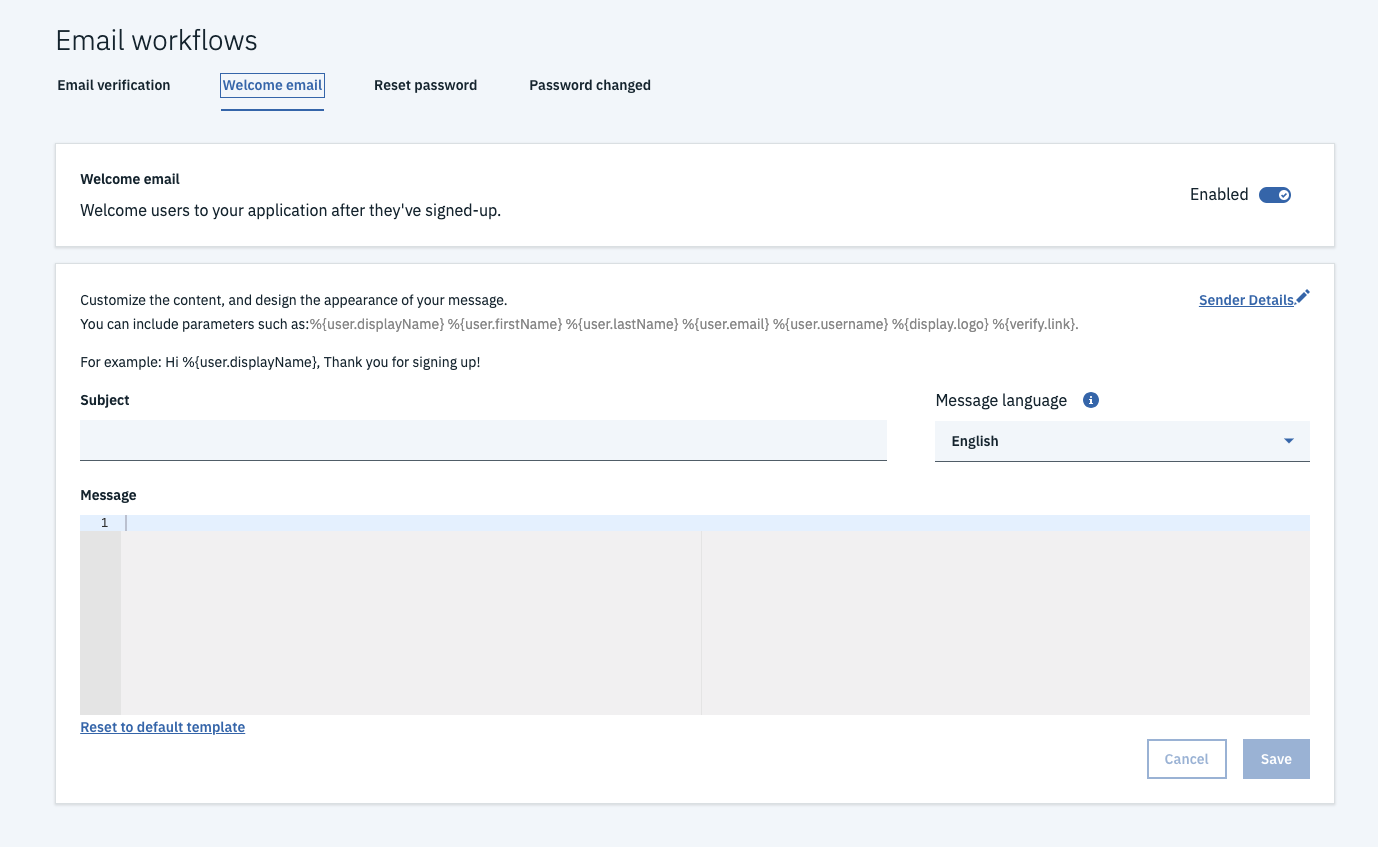 Email workflows
Email verification
Welcome email
Reset password
Password changed
Welcome email
Welcome users to your application after they've signed-up.
Enabled
Customize the content, and design the appearance of your message.
Sender Details.
You can include parameters such as:%{user.displayName} %{user.firstName} %{user.lastName} %{user.email} %{user.username} %{display.logo} %{verify.link}.
For example: Hi %{user.displayName}, Thank you for signing up!
Subject
Message language
English
Message
1
Reset to default template
Cancel
Save